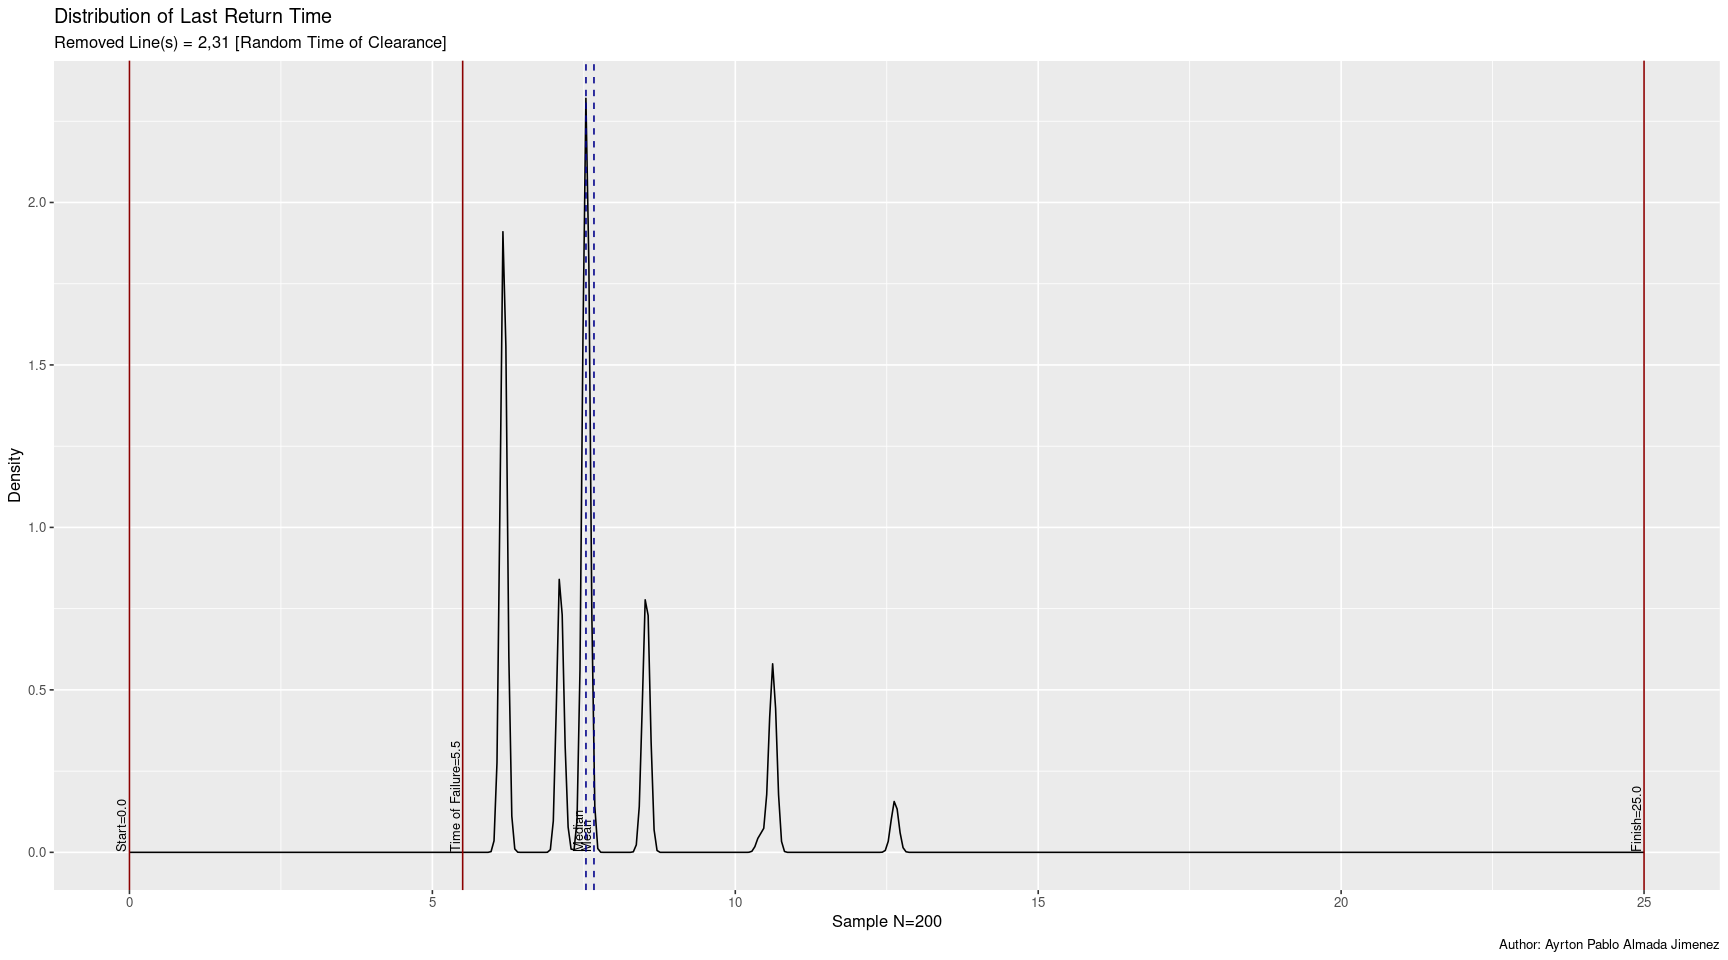 Distribution of Last Return Time
Removed Line(s) = 2,31 [Random Time of Clearance]
Density
2.0
1.5
1.0
0.5
0.0
Start=0.0
Time of Failure=5.5
Median
Mean
Finish=25.0
0
5
10
15
20
25
Sample N=200
Author: Ayrton Pablo Almada Jimenez